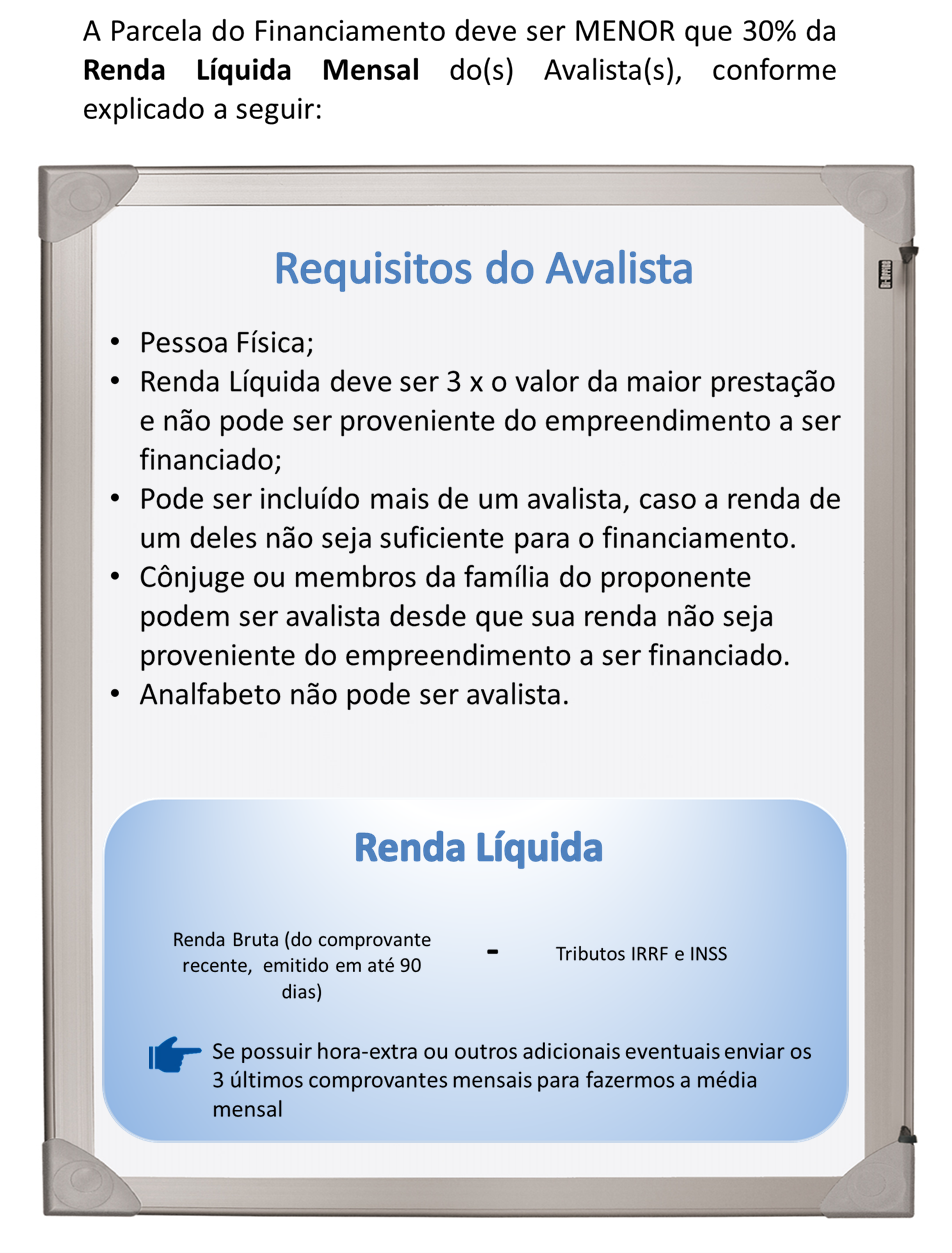 A Parcela do Financiamento deve ser MENOR que 30% da
Renda Líquida Mensal do(s) Avalista(s), conforme
explicado a seguir:
Requisitos do Avalista
• Pessoa Física;
• Renda Líquida deve ser 3 x o valor da maior prestação
e não pode ser proveniente do empreendimento a ser
financiado;
• Pode ser incluído mais de um avalista, caso a renda de
um deles não seja suficiente para o financiamento.
• Cônjuge ou membros da família do proponente
podem ser avalista desde que sua renda não seja
proveniente do empreendimento a ser financiado.
• Analfabeto não pode ser avalista.
Renda Líquida
Renda Bruta (do comprovante
recente, emitido em até 90
dias)
-
Tributos IRRF e INSS
Se possuir hora-extra ou outros adicionais eventuais enviar os
3 últimos comprovantes mensais para fazermos a média
mensal